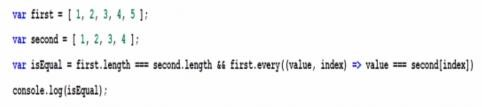 var first = [ 1, 2, 3, 4, 5 ];
var second = [ 1, 2, 3, 4 ];
var isEqual = first.length === second.length && first.every((value, index) => value === second[index])
console.log(isEqual);